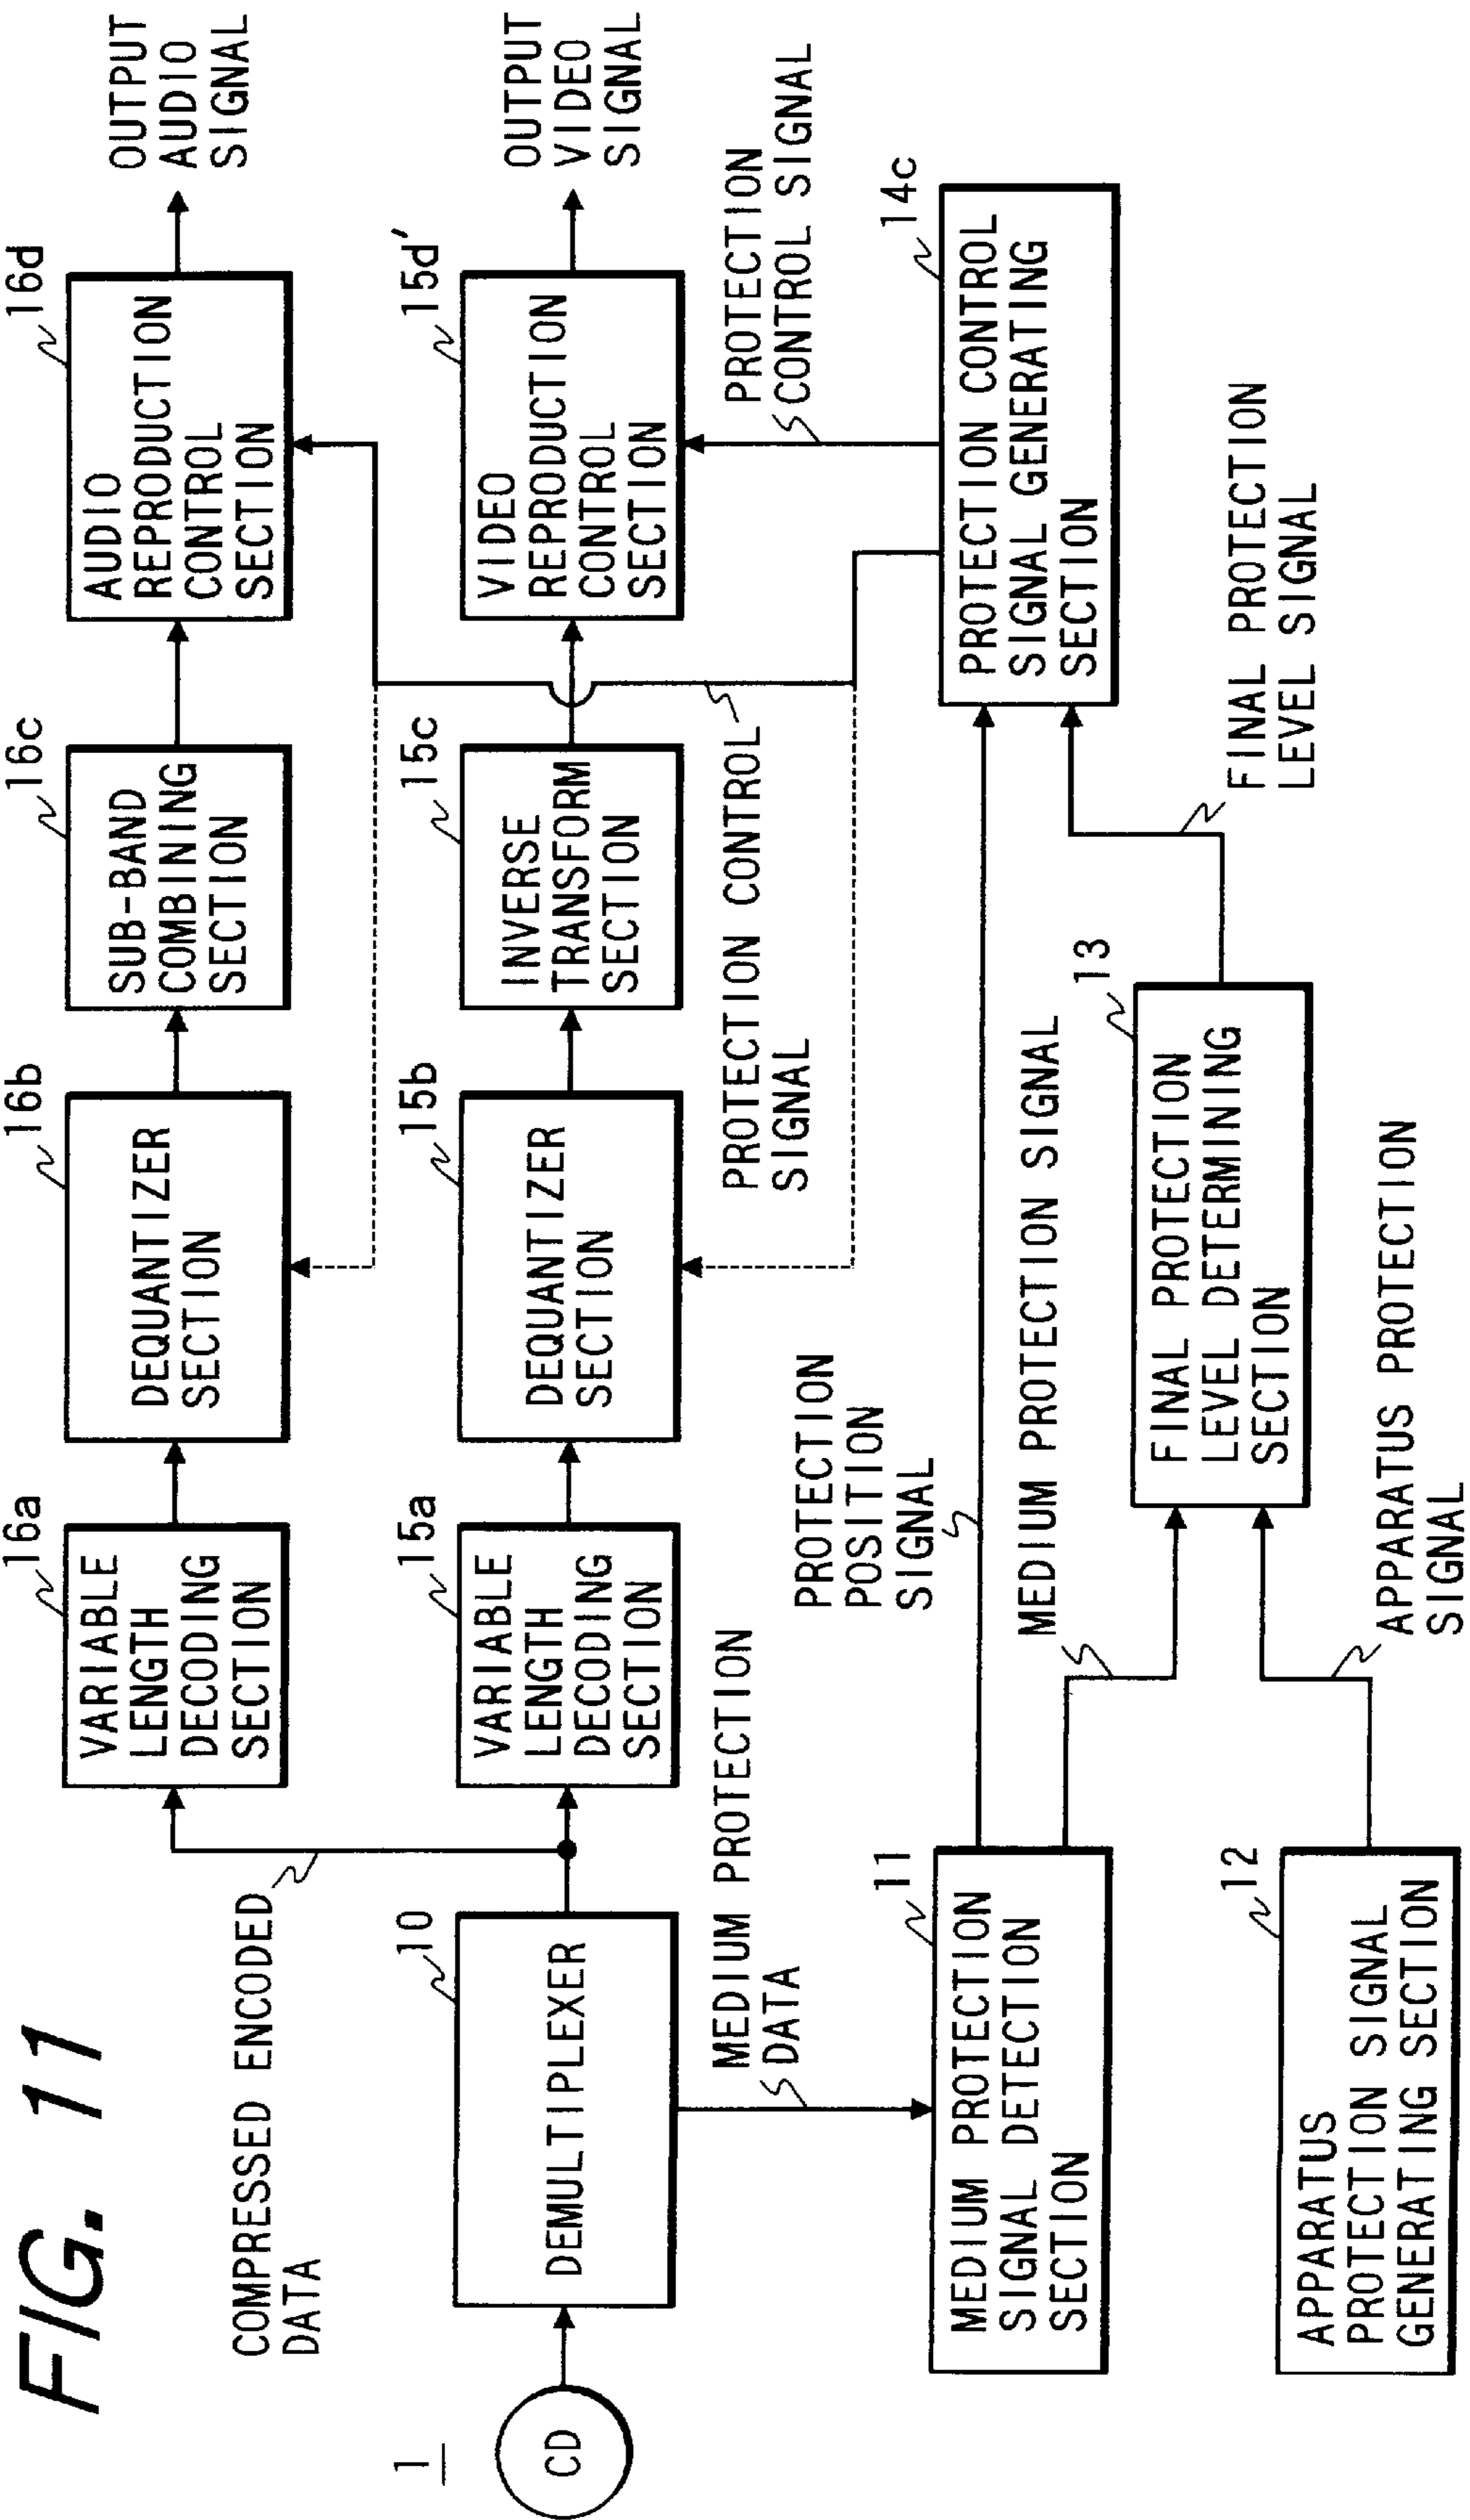 FIG. 11
1
CD
COMPRESSED ENCODED
DATA
10
DEMULTIPLEXER
16a
VARIABLE
LENGTH
DECODING
SECTION
16b
DEQUANTIZER
SECTION
16c
SUB-BAND
COMBINING
SECTION
16d
AUDIO
REPRODUCTION
CONTROL
SECTION
OUTPUT
AUDIO
SIGNAL
15a
VARIABLE
LENGTH
DECODING
SECTION
15b
DEQUANTIZER
SECTION
15c
INVERSE
TRANSFORM
SECTION
15d'
VIDEO
REPRODUCTION
CONTROL
SECTION
OUTPUT
VIDEO
SIGNAL
MEDIUM PROTECTION
DATA
PROTECTION
POSITION
SIGNAL
PROTECTION CONTROL
SIGNAL
PROTECTION
CONTROL SIGNAL
11
MEDIUM PROTECTION
SIGNAL DETECTION
SECTION
MEDIUM PROTECTION SIGNAL
14c
PROTECTION CONTROL
SIGNAL GENERATING
SECTION
13
FINAL PROTECTION
LEVEL DETERMINING
SECTION
FINAL PROTECTION
LEVEL SIGNAL
12
APPARATUS
PROTECTION SIGNAL
GENERATING SECTION
APPARATUS PROTECTION
SIGNAL